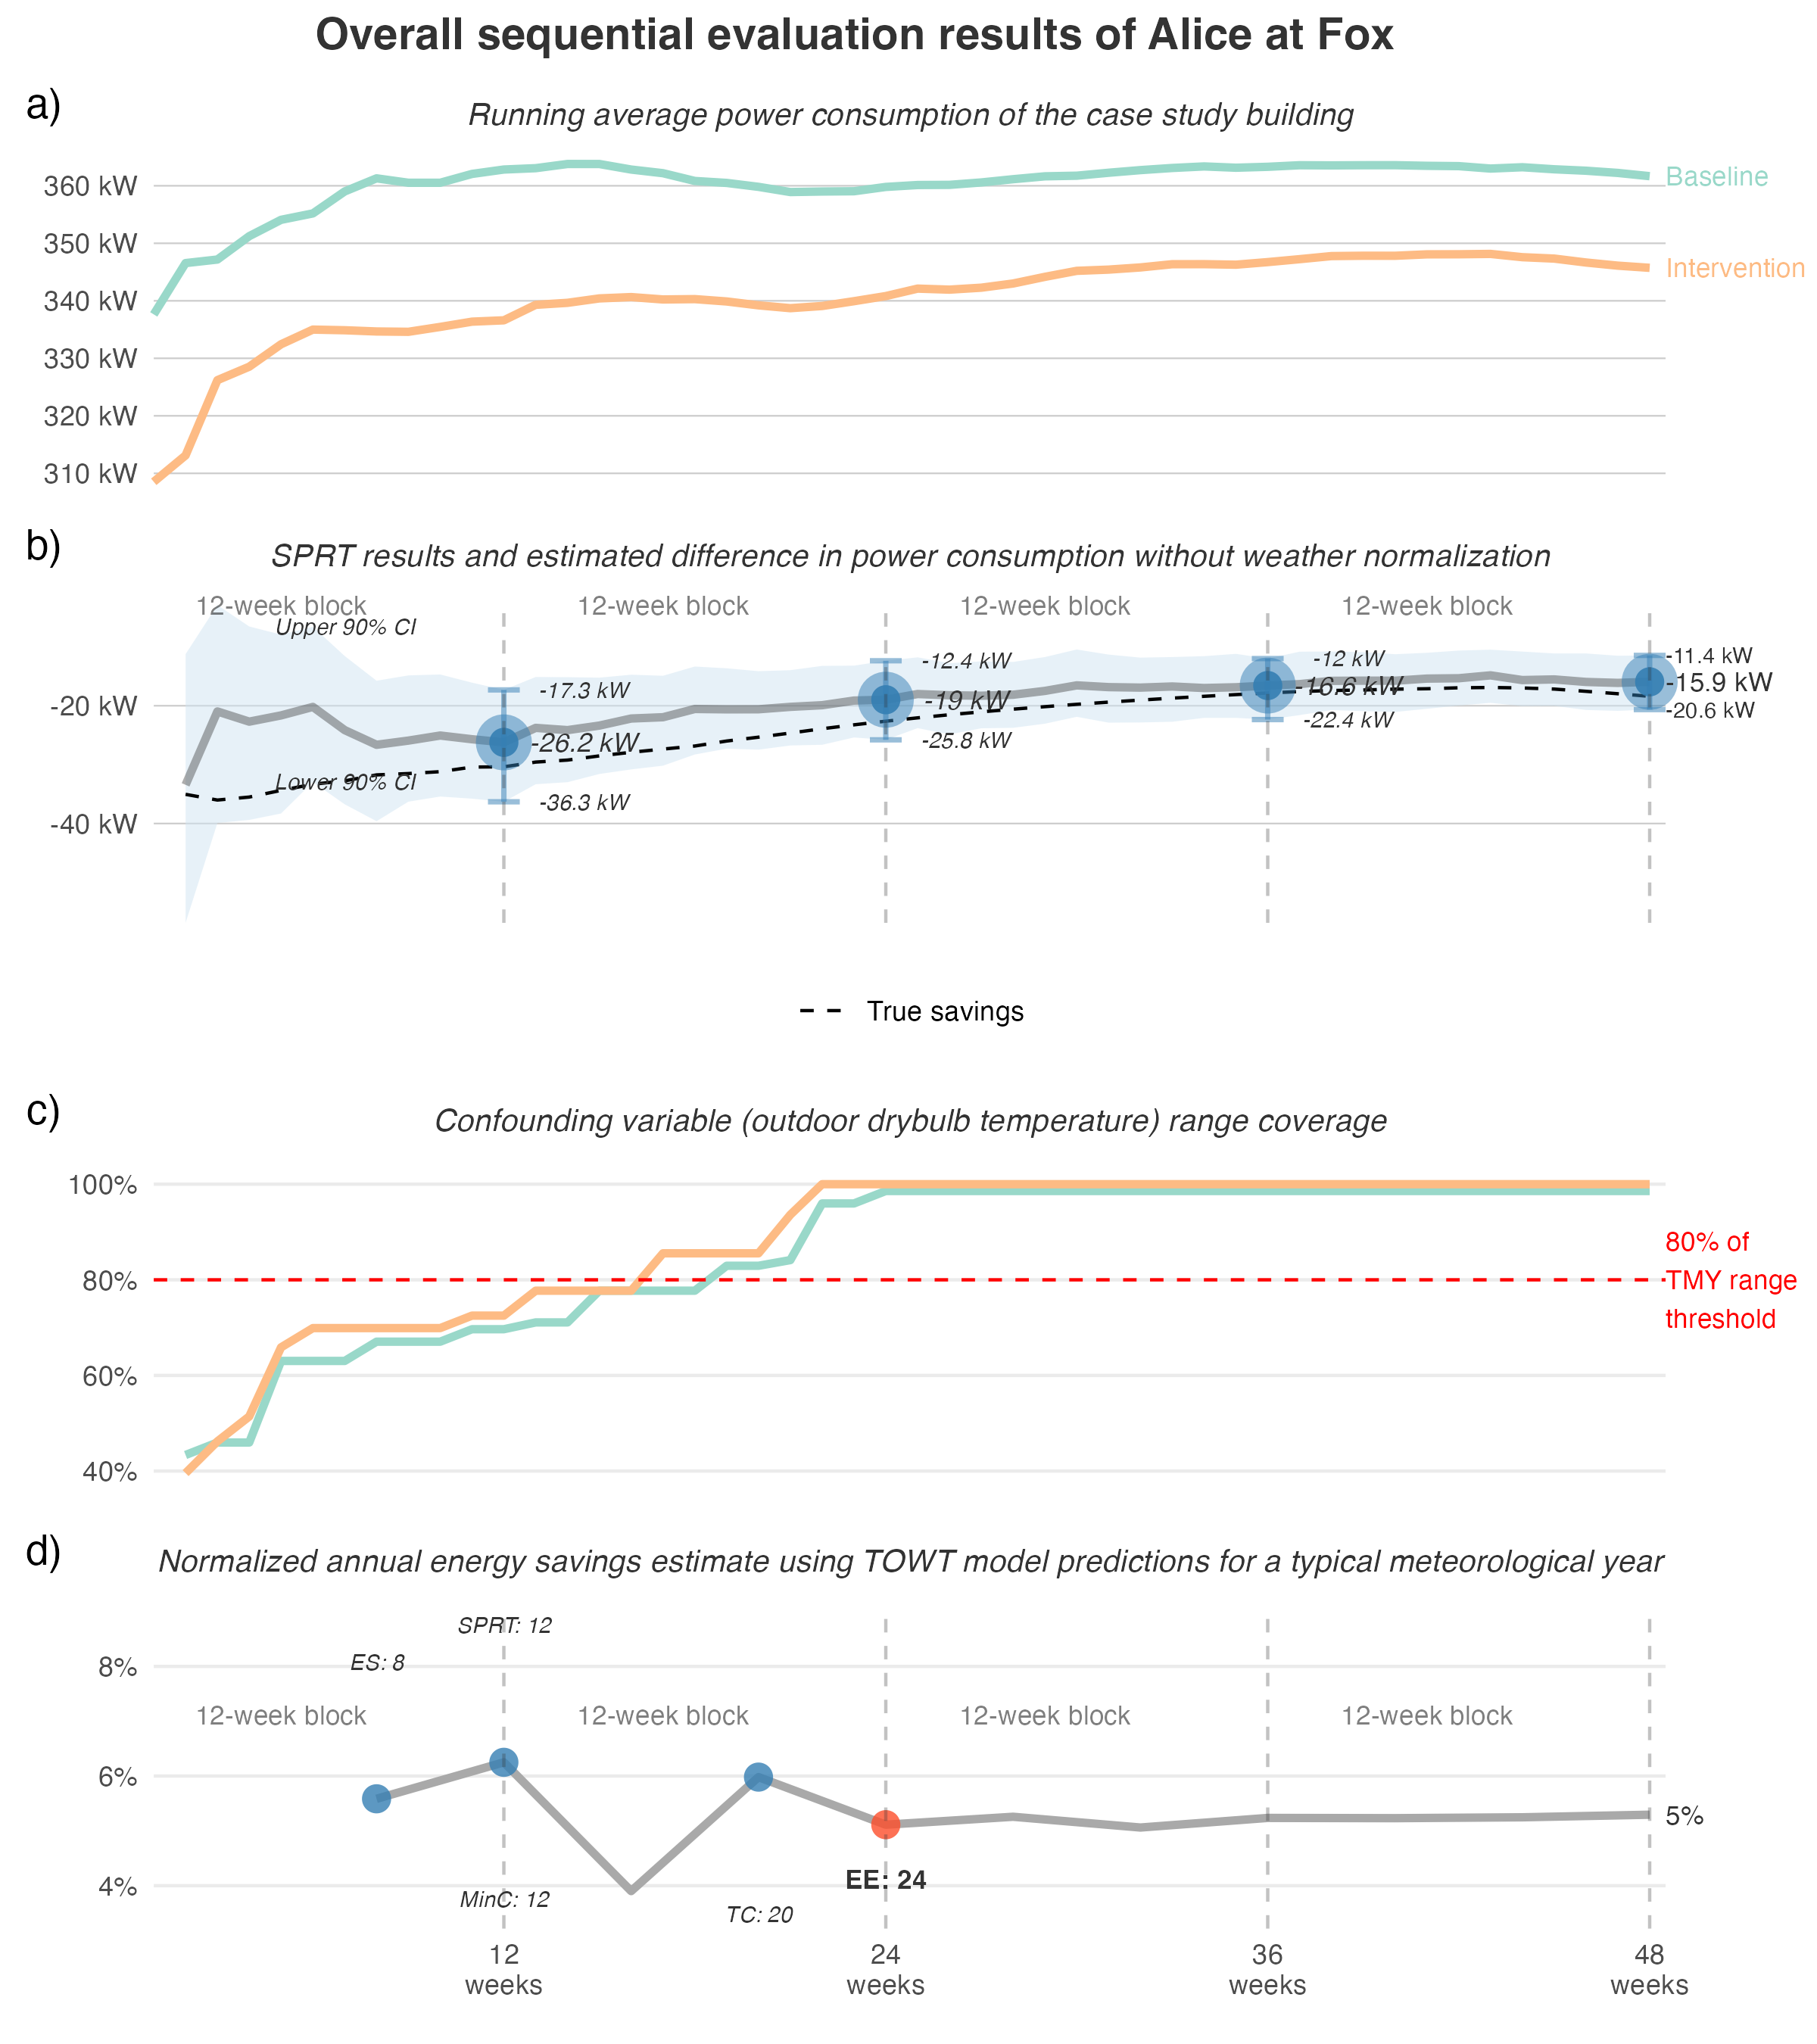 Overall sequential evaluation results of Alice at Fox
a)
Running average power consumption of the case study building
360 kW
350 kW
340 kW
330 kW
320 kW
310 kW
Baseline
Intervention
b)
SPRT results and estimated difference in power consumption without weather normalization
12-week block
12-week block
12-week block
12-week block
Upper 90% CI
Lower 90% CI
-20 kW
-40 kW
-17.3 kW
-26.2 kW
-36.3 kW
-12.4 kW
-19 kW
-25.8 kW
-12 kW
-16.6 kW
-22.4 kW
-11.4 kW
-15.9 kW
-20.6 kW
True savings
c)
Confounding variable (outdoor drybulb temperature) range coverage
100%
80%
60%
40%
80% of
TMY range
threshold
d)
Normalized annual energy savings estimate using TOWT model predictions for a typical meteorological year
SPRT: 12
ES: 8
8%
6%
4%
12-week block
12-week block
12-week block
12-week block
5%
EE: 24
MinC: 12
TC: 20
12
weeks
24
weeks
36
weeks
48
weeks